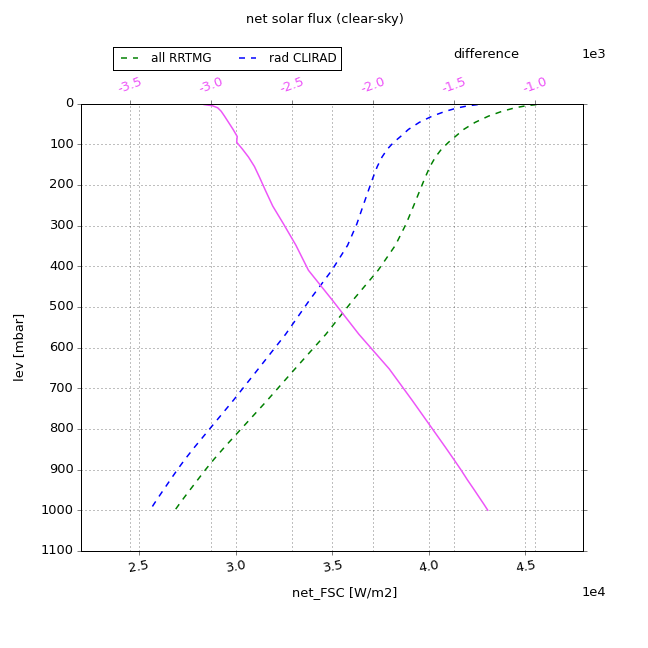 net solar flux (clear-sky)
all RRTMG rad CLIRAD difference 1e3
-3.5 -3.0 -2.5 -2.0 -1.5 -1.0
0
100
200
300
400
500
600
700
800
900
1000
1100
lev [mbar]
2.5 3.0 3.5 4.0 4.5
net_FSC [W/m2] 1e4